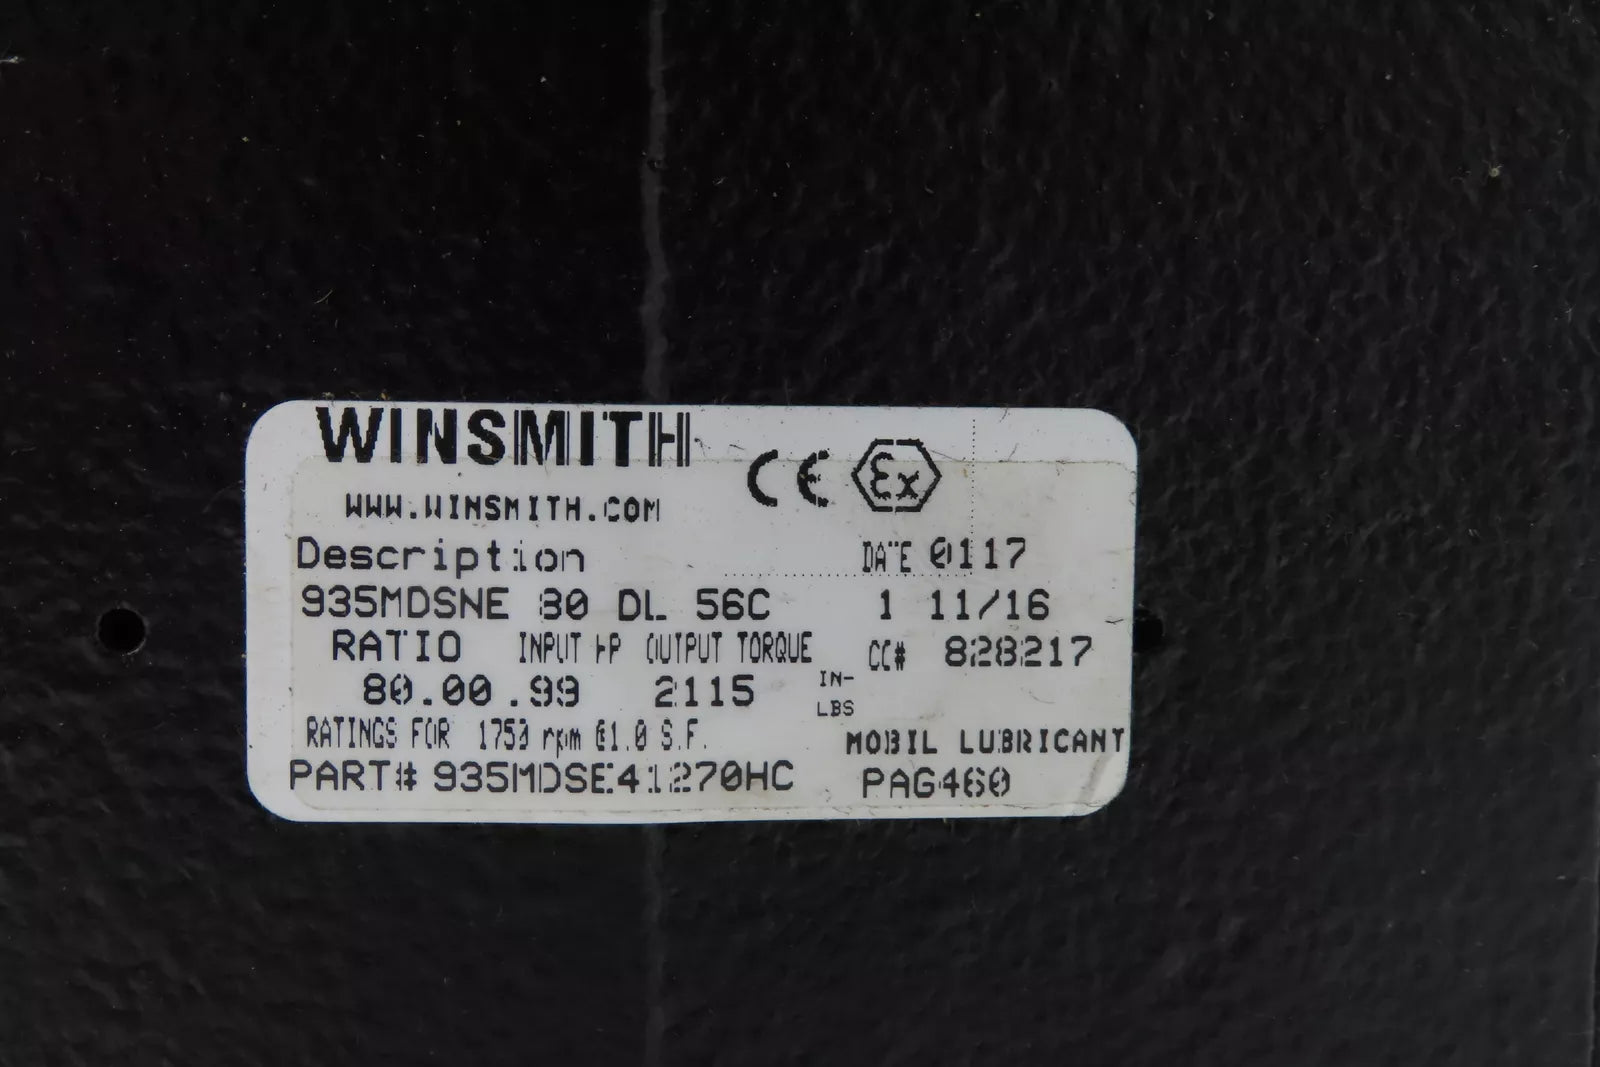 WINSMITH
CE Ex
WWW.WINSMITH.COM
Description DATE 0117
935MDSNE 80 DL 56C 1 11/16
RATIO INPUT HP OUTPUT TORQUE CC# 828217
80.00 .99 2115 IN-LBS
RATINGS FOR 1750 rpm @1.0 S.F. MOBIL LUBRICANT
PART# 935MDSE41270HC PAG460